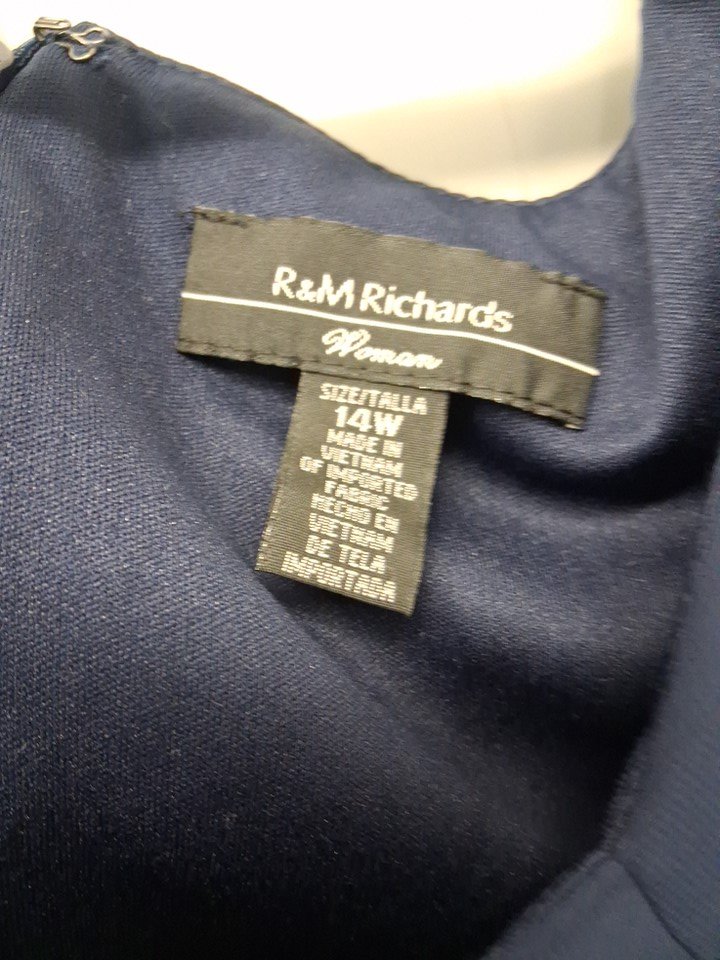 R&M Richards
Woman
SIZE/TALLA
14W
MADE IN
VIETNAM
OF IMPORTED
FABRIC
HECHO EN
VIETNAM
DE TELA
IMPORTADA